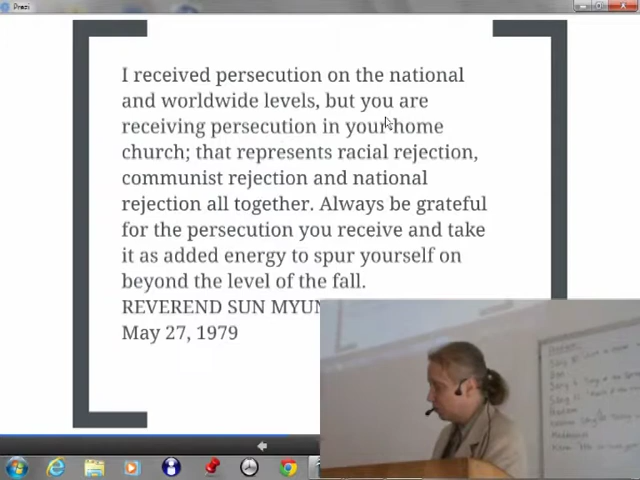 Prezi
I received persecution on the national
and worldwide levels, but you are
receiving persecution in your home
church; that represents racial rejection,
communist rejection and national
rejection all together. Always be grateful
for the persecution you receive and take
it as added energy to spur yourself on
beyond the level of the fall.
REVEREND SUN MYUN
May 27, 1979